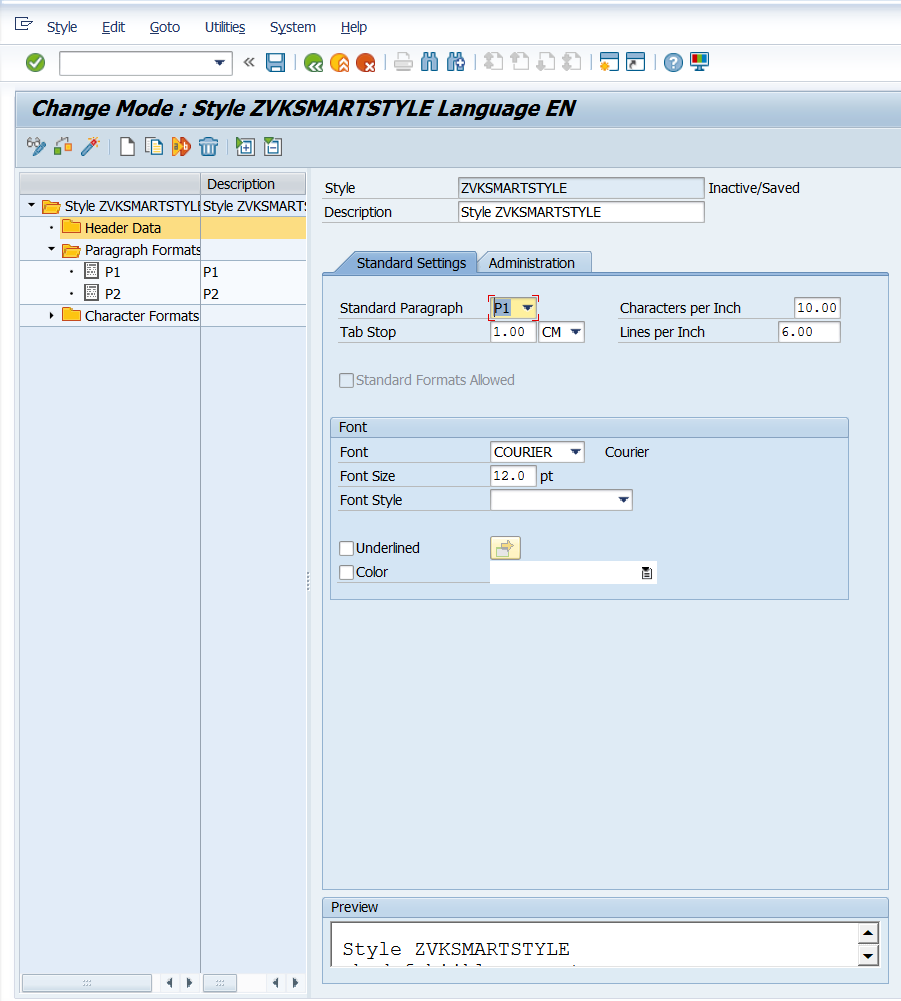 Style Edit Goto Utilities System Help
Change Mode : Style ZVKSMARTSTYLE Language EN
Description
Style ZVKSMARTSTYLE Style ZVKSMARTS
Header Data
Paragraph Formats
P1 P1
P2 P2
Character Formats
Style ZVKSMARTSTYLE Inactive/Saved
Description Style ZVKSMARTSTYLE
Standard Settings Administration
Standard Paragraph P1 Characters per Inch 10.00
Tab Stop 1.00 CM Lines per Inch 6.00
Standard Formats Allowed
Font
Font COURIER Courier
Font Size 12.0 pt
Font Style
Underlined
Color
Preview
Style ZVKSMARTSTYLE